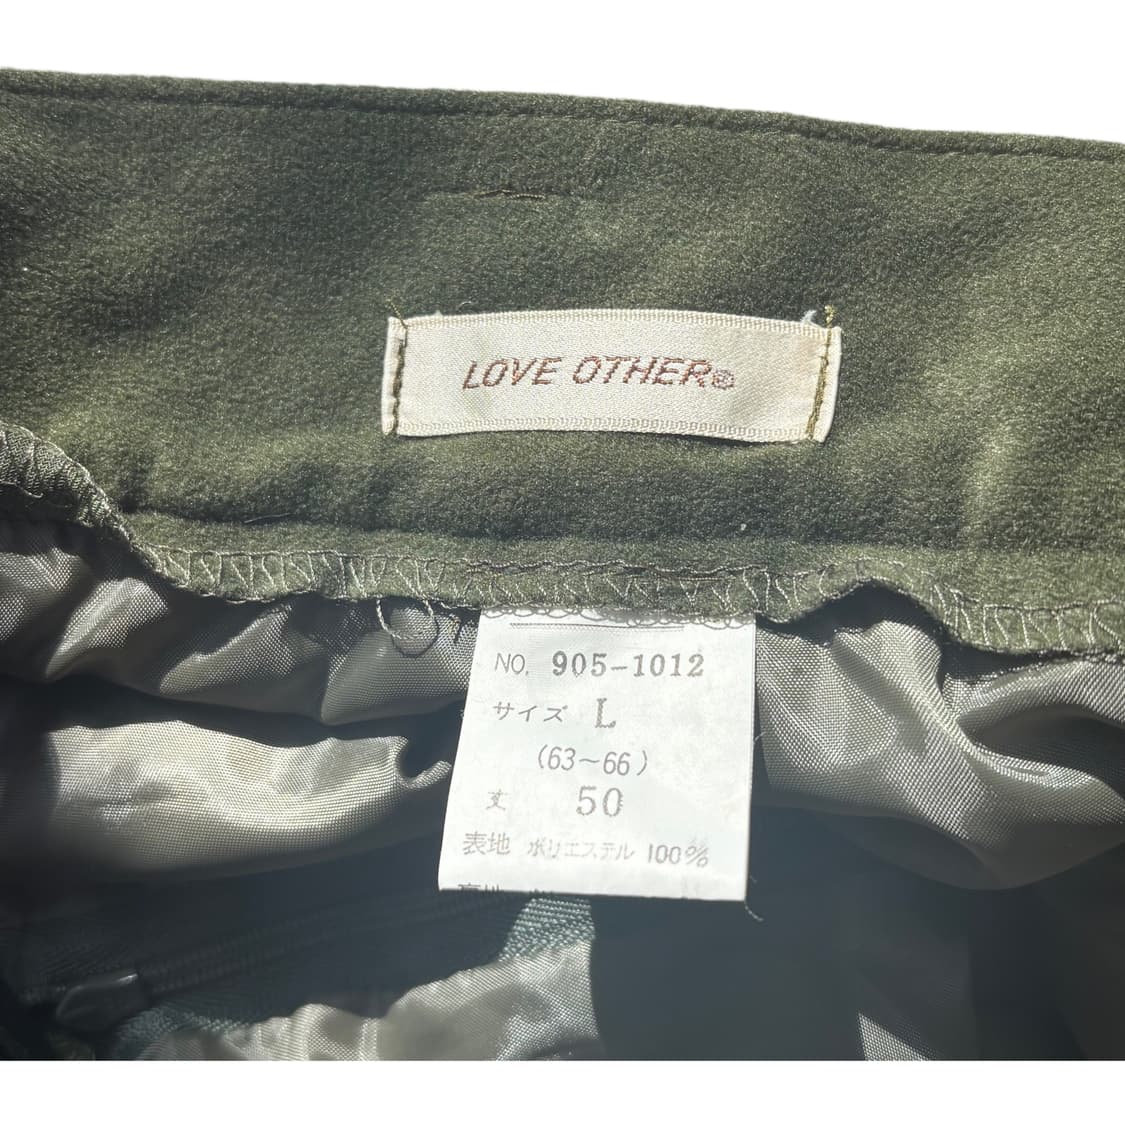 LOVE OTHER®
NO. 905-1012
サイズ L
(63~66)
丈 50
表地 ポリエステル 100%